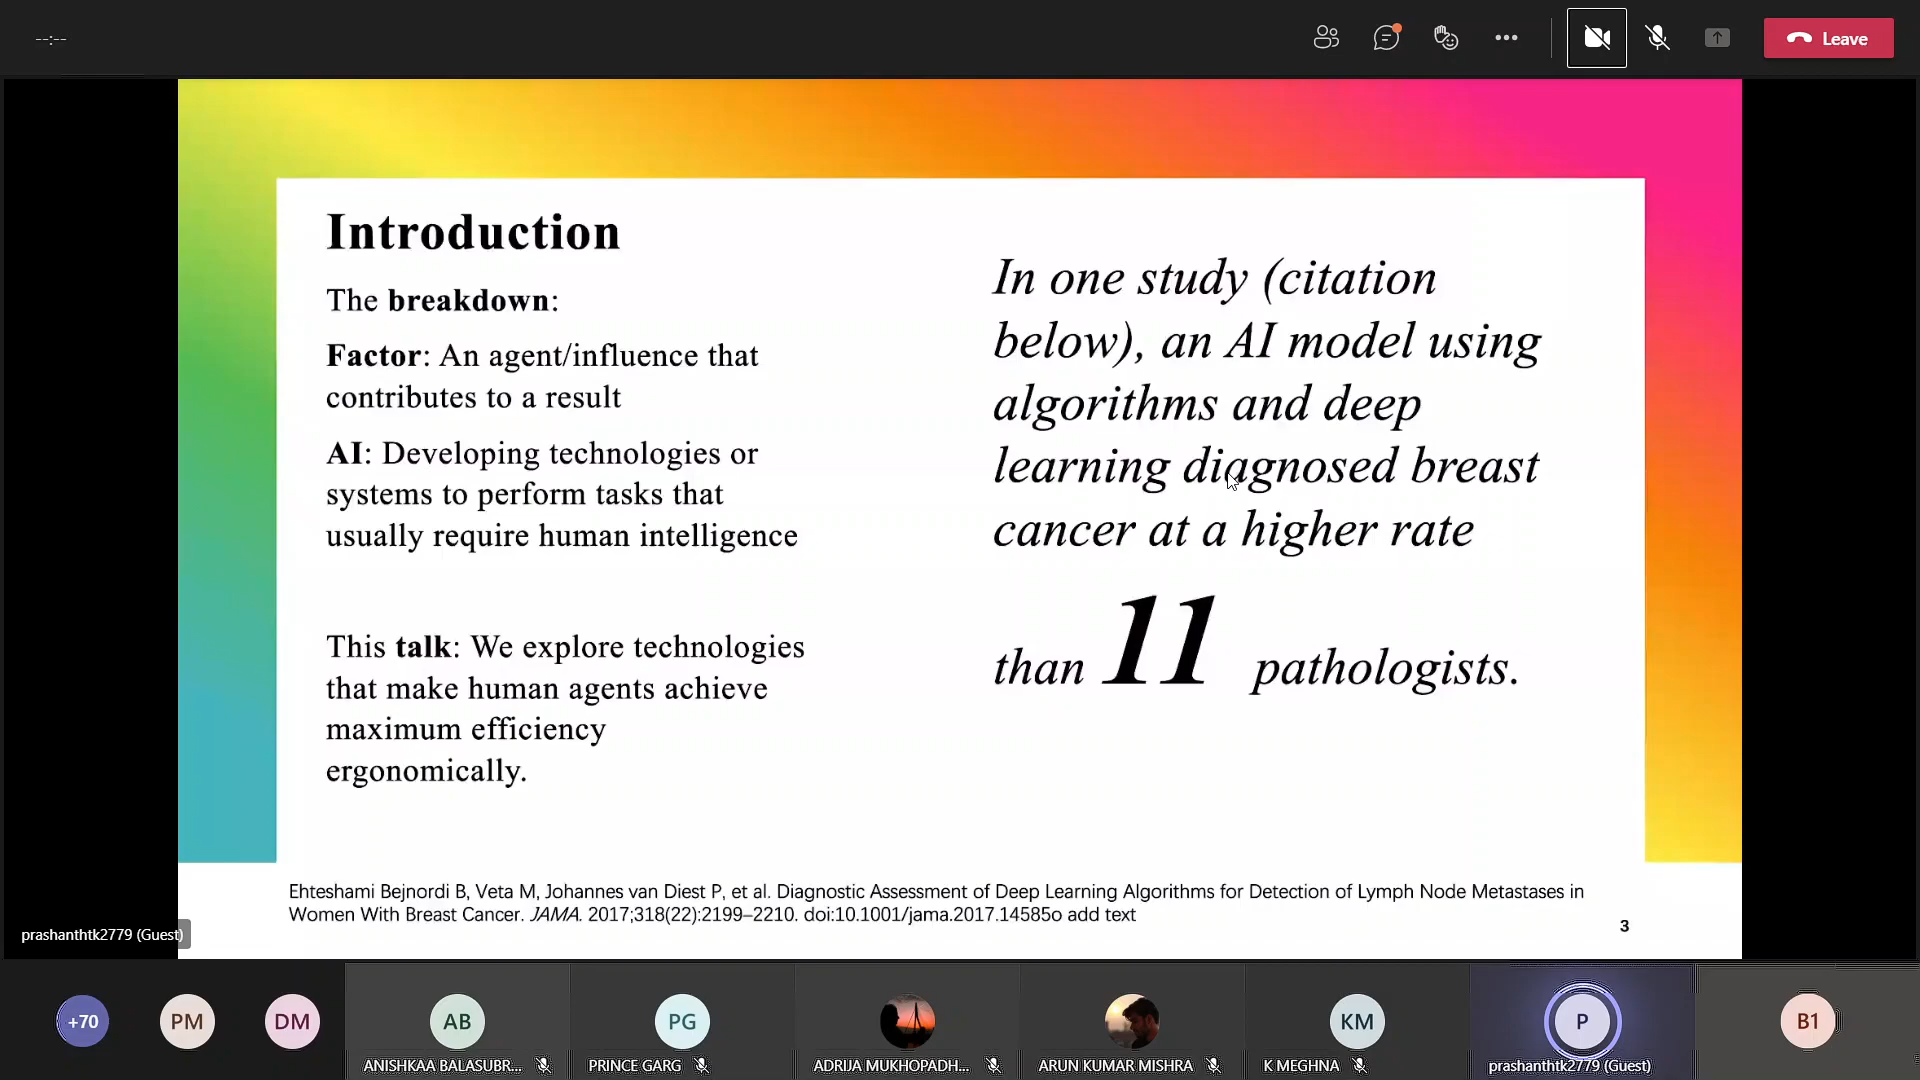 --:--
Leave
Introduction
The breakdown:
Factor: An agent/influence that
contributes to a result
AI: Developing technologies or
systems to perform tasks that
usually require human intelligence
This talk: We explore technologies
that make human agents achieve
maximum efficiency
ergonomically.
In one study (citation
below), an AI model using
algorithms and deep
learning diagnosed breast
cancer at a higher rate
than 11 pathologists.
Ehteshami Bejnordi B, Veta M, Johannes van Diest P, et al. Diagnostic Assessment of Deep Learning Algorithms for Detection of Lymph Node Metastases in
Women With Breast Cancer. JAMA. 2017;318(22):2199–2210. doi:10.1001/jama.2017.14585o add text
3
prashanthtk2779 (Guest)
+70
PM
DM
AB
PG
KM
P
B1
ANISHKAA BALASUBR...
PRINCE GARG
ADRIJA MUKHOPADH...
ARUN KUMAR MISHRA
K MEGHNA
prashanthtk2779 (Guest)